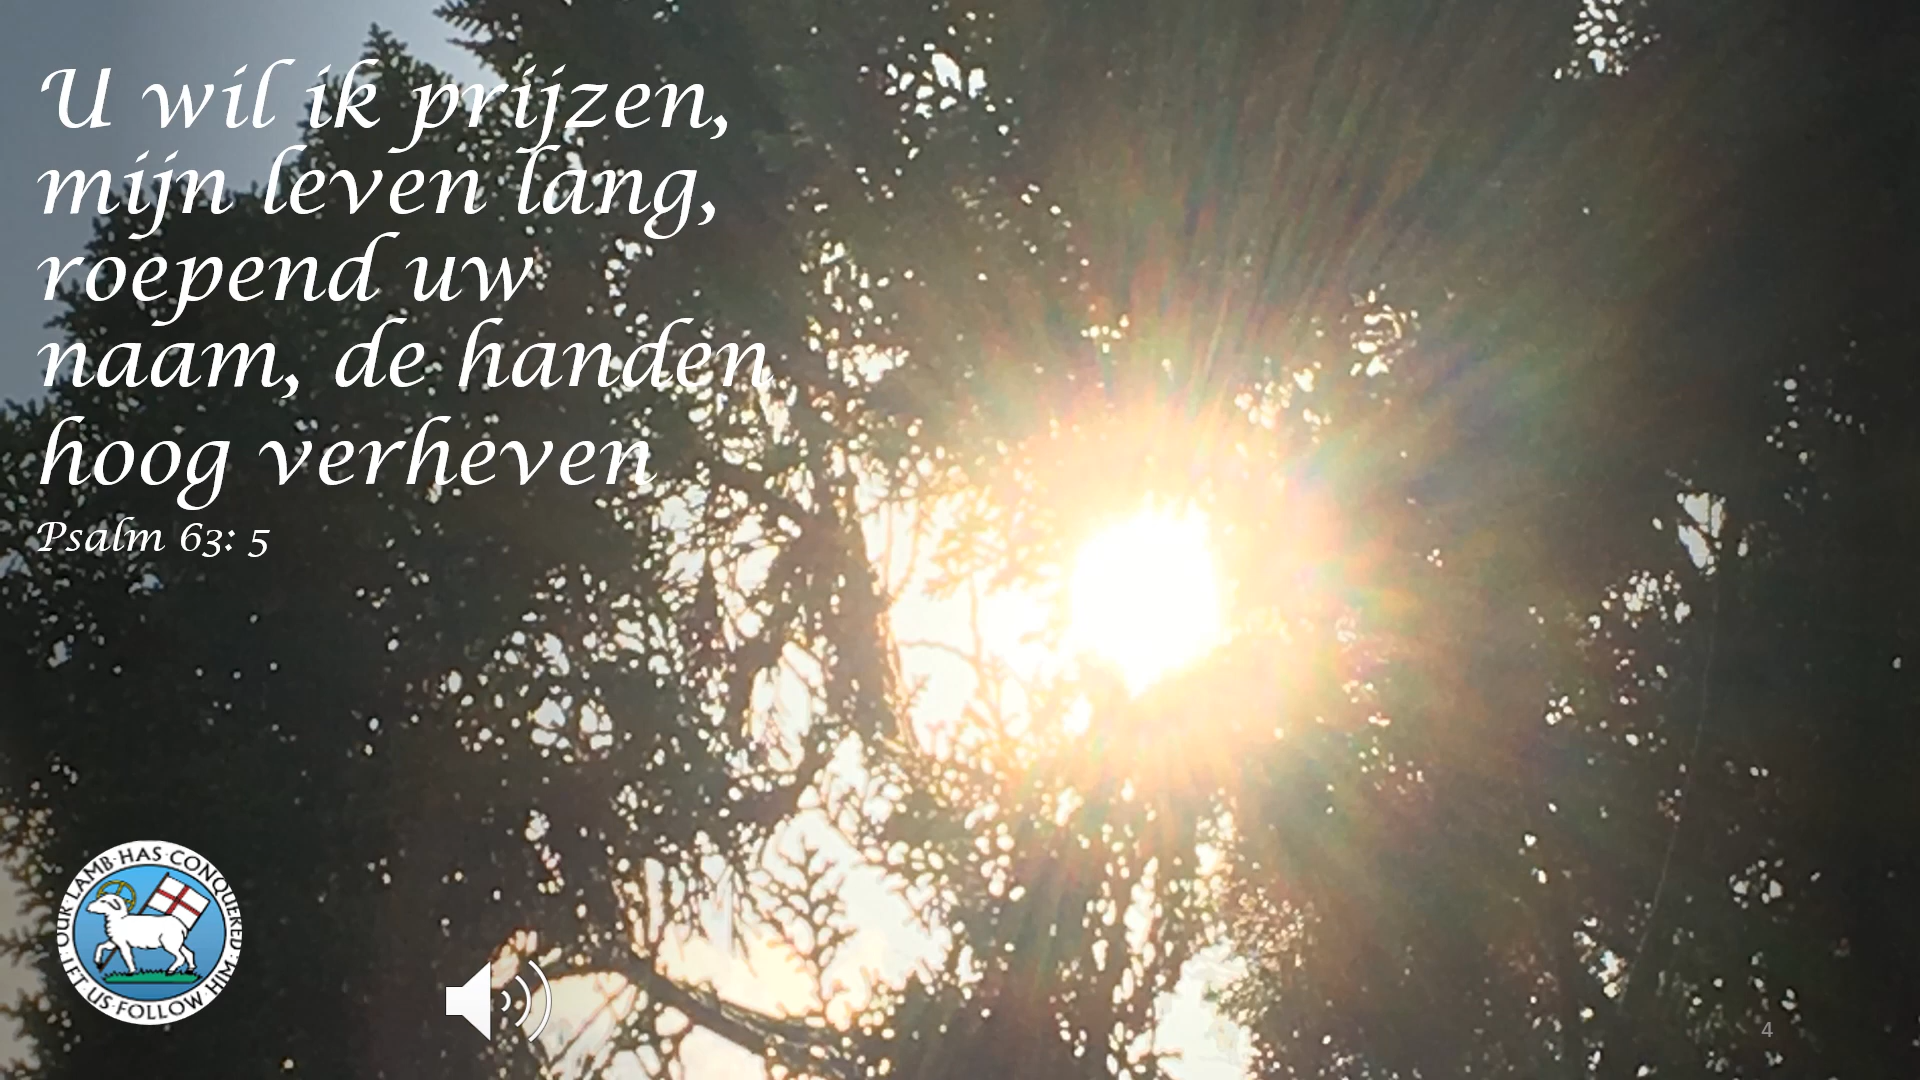 U wil ik prijzen,
mijn leven lang,
roepend uw
naam, de handen
hoog verheven
Psalm 63: 5
OUR·LAMB·HAS·CONQUERED·LET·US·FOLLOW·HIM·
4